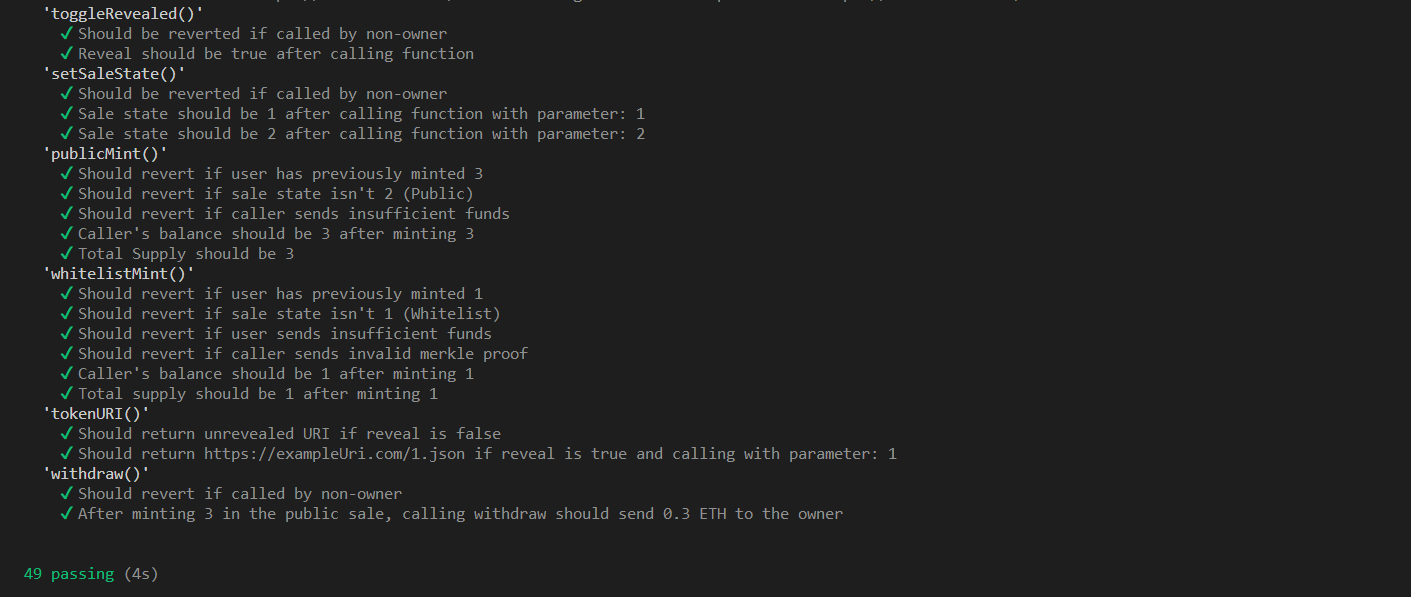 'toggleRevealed()'
✓ Should be reverted if called by non-owner
✓ Reveal should be true after calling function
'setSaleState()'
✓ Should be reverted if called by non-owner
✓ Sale state should be 1 after calling function with parameter: 1
✓ Sale state should be 2 after calling function with parameter: 2
'publicMint()'
✓ Should revert if user has previously minted 3
✓ Should revert if sale state isn't 2 (Public)
✓ Should revert if caller sends insufficient funds
✓ Caller's balance should be 3 after minting 3
✓ Total Supply should be 3
'whitelistMint()'
✓ Should revert if user has previously minted 1
✓ Should revert if sale state isn't 1 (Whitelist)
✓ Should revert if user sends insufficient funds
✓ Should revert if caller sends invalid merkle proof
✓ Caller's balance should be 1 after minting 1
✓ Total supply should be 1 after minting 1
'tokenURI()'
✓ Should return unrevealed URI if reveal is false
✓ Should return https://exampleUri.com/1.json if reveal is true and calling with parameter: 1
'withdraw()'
✓ Should revert if called by non-owner
✓ After minting 3 in the public sale, calling withdraw should send 0.3 ETH to the owner
49 passing (4s)